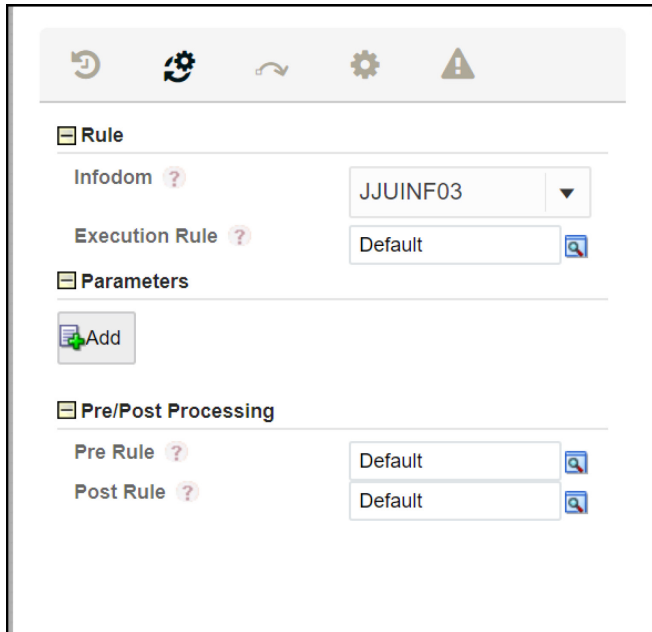 Rule
Infodom ?
JJUINF03
Execution Rule ?
Default
Parameters
Add
Pre/Post Processing
Pre Rule ?
Default
Post Rule ?
Default